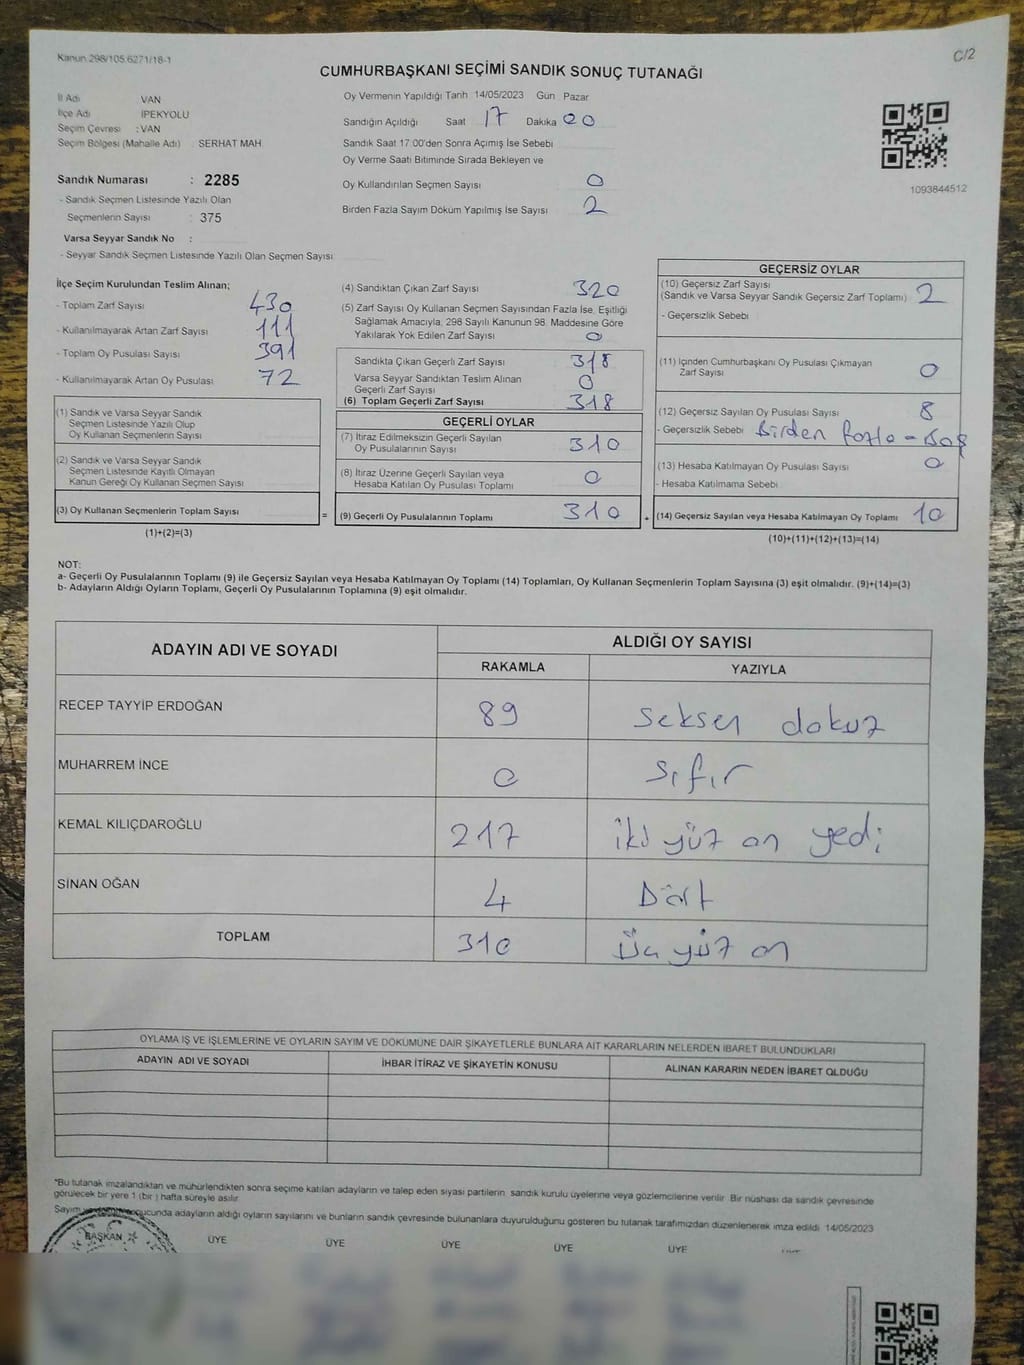 Kanun 298/105.6271/18-1
C/2
CUMHURBAŞKANI SEÇİMİ SANDIK SONUÇ TUTANAĞI
İl Adı VAN
İlçe Adı İPEKYOLU
Seçim Çevresi : VAN
Seçim Bölgesi (Mahalle Adı) SERHAT MAH.
Sandık Numarası : 2285
- Sandık Seçmen Listesinde Yazılı Olan
Seçmenlerin Sayısı : 375
Varsa Seyyar Sandık No :
- Seyyar Sandık Seçmen Listesinde Yazılı Olan Seçmen Sayısı
Oy Vermenin Yapıldığı Tarih 14/05/2023 Gün Pazar
Sandığın Açıldığı Saat 17 Dakika 00
Sandık Saat 17:00'den Sonra Açımış İse Sebebi
Oy Verme Saati Bitiminde Sırada Bekleyen ve
Oy Kullandırılan Seçmen Sayısı 0
Birden Fazla Sayım Döküm Yapılmış İse Sayısı 2
1093844512
İlçe Seçim Kurulundan Teslim Alınan;
- Toplam Zarf Sayısı 430
- Kullanılmayarak Artan Zarf Sayısı 111
- Toplam Oy Pusulası Sayısı 391
- Kullanılmayarak Artan Oy Pusulası 72
(1) Sandık ve Varsa Seyyar Sandık
Seçmen Listesinde Yazılı Olup
Oy Kullanan Seçmenlerin Sayısı
(2) Sandık ve Varsa Seyyar Sandık
Seçmen Listesinde Kayıtlı Olmayan
Kanun Gereği Oy Kullanan Seçmen Sayısı
(3) Oy Kullanan Seçmenlerin Toplam Sayısı =
(1)+(2)=(3)
(4) Sandıktan Çıkan Zarf Sayısı 320
(5) Zarf Sayısı Oy Kullanan Seçmen Sayısından Fazla İse, Eşitliği
Sağlamak Amacıyla, 298 Sayılı Kanunun 98. Maddesine Göre
Yakılarak Yok Edilen Zarf Sayısı 0
Sandıkta Çıkan Geçerli Zarf Sayısı 318
Varsa Seyyar Sandıktan Teslim Alınan
Geçerli Zarf Sayısı 0
(6) Toplam Geçerli Zarf Sayısı 318
GEÇERLİ OYLAR
(7) İtiraz Edilmeksizin Geçerli Sayılan
Oy Pusulalarının Sayısı 310
(8) İtiraz Üzerine Geçerli Sayılan veya
Hesaba Katılan Oy Pusulası Toplamı 0
(9) Geçerli Oy Pusulalarının Toplamı 310 +
GEÇERSİZ OYLAR
(10) Geçersiz Zarf Sayısı
(Sandık ve Varsa Seyyar Sandık Geçersiz Zarf Toplamı) 2
- Geçersizlik Sebebi
(11) İçinden Cumhurbaşkanı Oy Pusulası Çıkmayan
Zarf Sayısı 0
(12) Geçersiz Sayılan Oy Pusulası Sayısı 8
- Geçersizlik Sebebi Birden fazla - Boş
(13) Hesaba Katılmayan Oy Pusulası Sayısı 0
- Hesaba Katılmama Sebebi
(14) Geçersiz Sayılan veya Hesaba Katılmayan Oy Toplamı 10
(10)+(11)+(12)+(13)=(14)
NOT:
a- Geçerli Oy Pusulalarının Toplamı (9) ile Geçersiz Sayılan veya Hesaba Katılmayan Oy Toplamı (14) Toplamları, Oy Kullanan Seçmenlerin Toplam Sayısına (3) eşit olmalıdır. (9)+(14)=(3)
b- Adayların Aldığı Oyların Toplamı, Geçerli Oy Pusulalarının Toplamına (9) eşit olmalıdır.
ADAYIN ADI VE SOYADI ALDIĞI OY SAYISI
RAKAMLA YAZIYLA
RECEP TAYYİP ERDOĞAN 89 Seksen dokuz
MUHARREM İNCE 0 Sıfır
KEMAL KILIÇDAROĞLU 217 iki yüz on yedi
SİNAN OĞAN 4 Dört
TOPLAM 310 Üç yüz on
OYLAMA İŞ VE İŞLEMLERİNE VE OYLARIN SAYIM VE DÖKÜMÜNE DAİR ŞİKAYETLERLE BUNLARA AİT KARARLARIN NELERDEN İBARET BULUNDUKLARI
ADAYIN ADI VE SOYADI İHBAR İTİRAZ VE ŞİKAYETİN KONUSU ALINAN KARARIN NEDEN İBARET OLDUĞU
*Bu tutanak imzalandıktan ve mühürlendikten sonra seçime katılan adayların ve talep eden siyasi partilerin, sandık kurulu üyelerine veya gözlemcilerine verilir. Bir nüshası da sandık çevresinde
görülecek bir yere 1 (bir) hafta süreyle asılır.
Sayım sonucunda adayların aldığı oyların sayılarını ve bunların sandık çevresinde bulunanlara duyurulduğunu gösteren bu tutanak tarafımızdan düzenlenerek imza edildi. 14/05/2023
BAŞKAN ÜYE ÜYE ÜYE ÜYE ÜYE